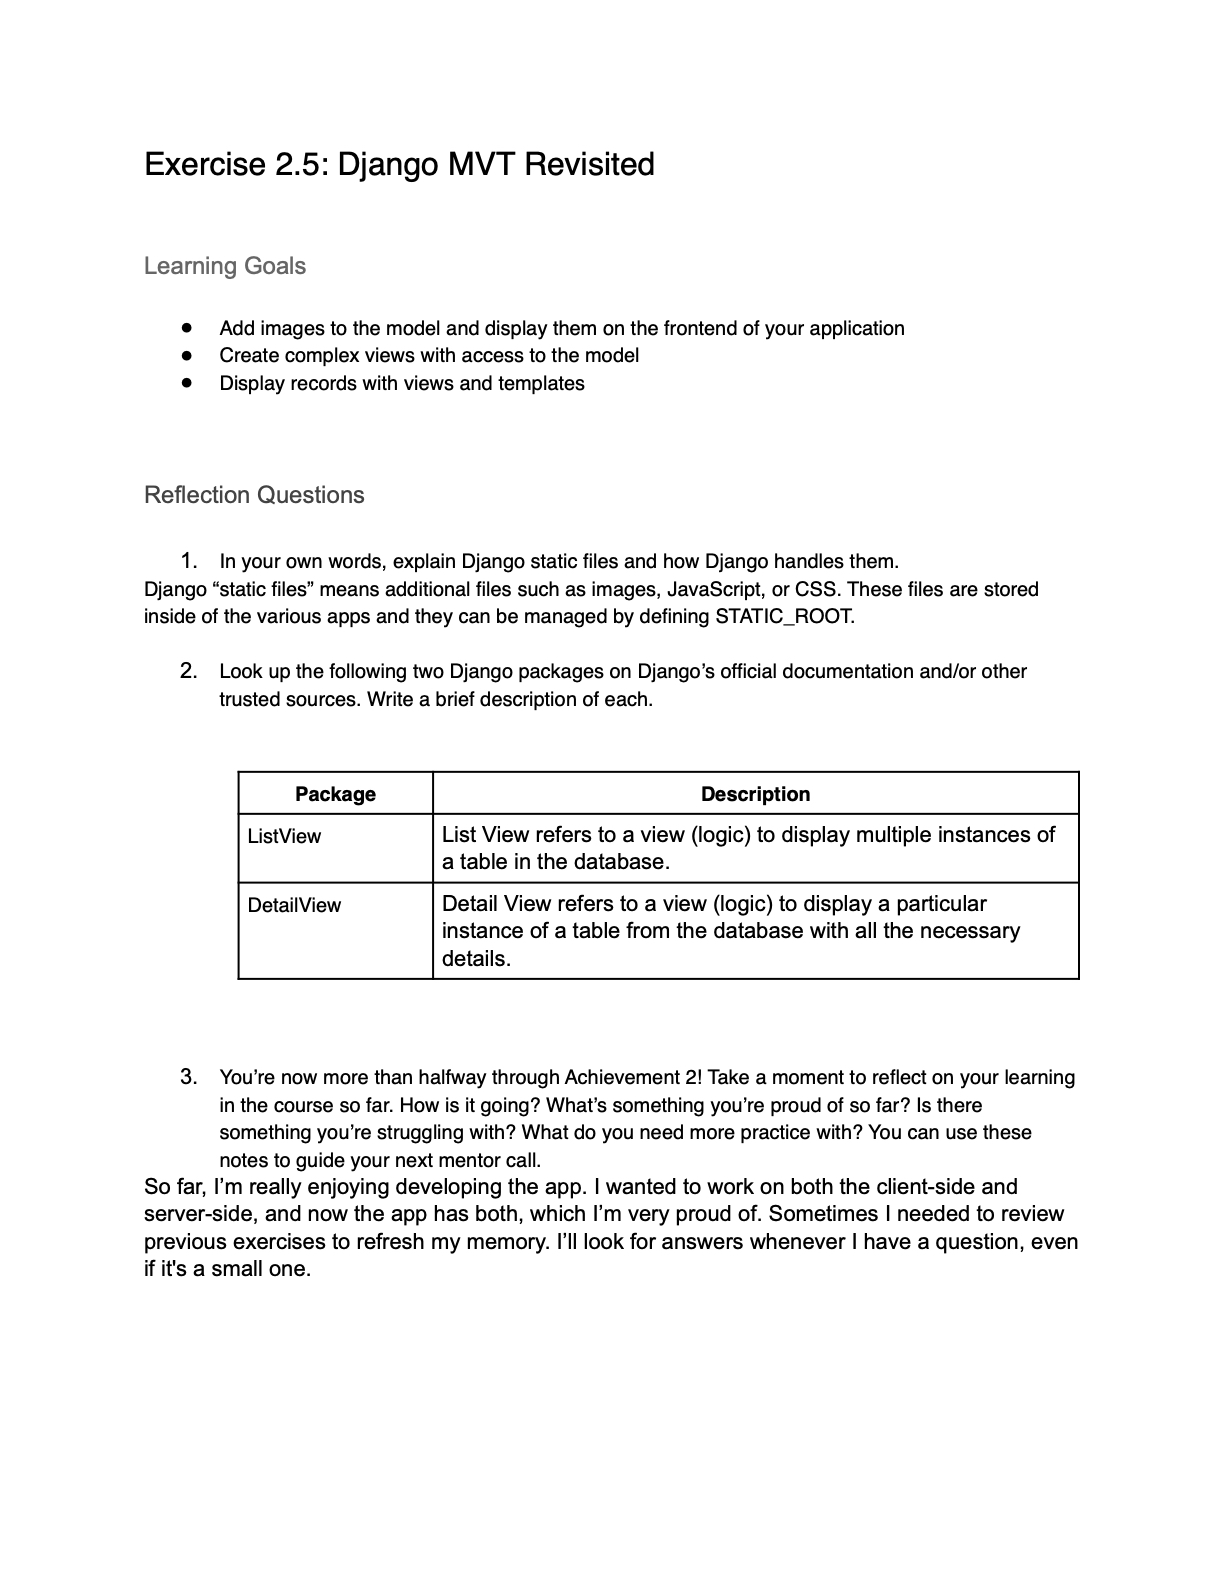 Exercise 2.5: Django MVT Revisited
Learning Goals
● Add images to the model and display them on the frontend of your application
● Create complex views with access to the model
● Display records with views and templates
Reflection Questions
1. In your own words, explain Django static files and how Django handles them.
Django “static files” means additional files such as images, JavaScript, or CSS. These files are stored
inside of the various apps and they can be managed by defining STATIC_ROOT.
2. Look up the following two Django packages on Django’s official documentation and/or other
trusted sources. Write a brief description of each.
Package Description
ListView List View refers to a view (logic) to display multiple instances of
a table in the database.
DetailView Detail View refers to a view (logic) to display a particular
instance of a table from the database with all the necessary
details.
3. You’re now more than halfway through Achievement 2! Take a moment to reflect on your learning
in the course so far. How is it going? What’s something you’re proud of so far? Is there
something you’re struggling with? What do you need more practice with? You can use these
notes to guide your next mentor call.
So far, I’m really enjoying developing the app. I wanted to work on both the client-side and
server-side, and now the app has both, which I’m very proud of. Sometimes I needed to review
previous exercises to refresh my memory. I’ll look for answers whenever I have a question, even
if it's a small one.